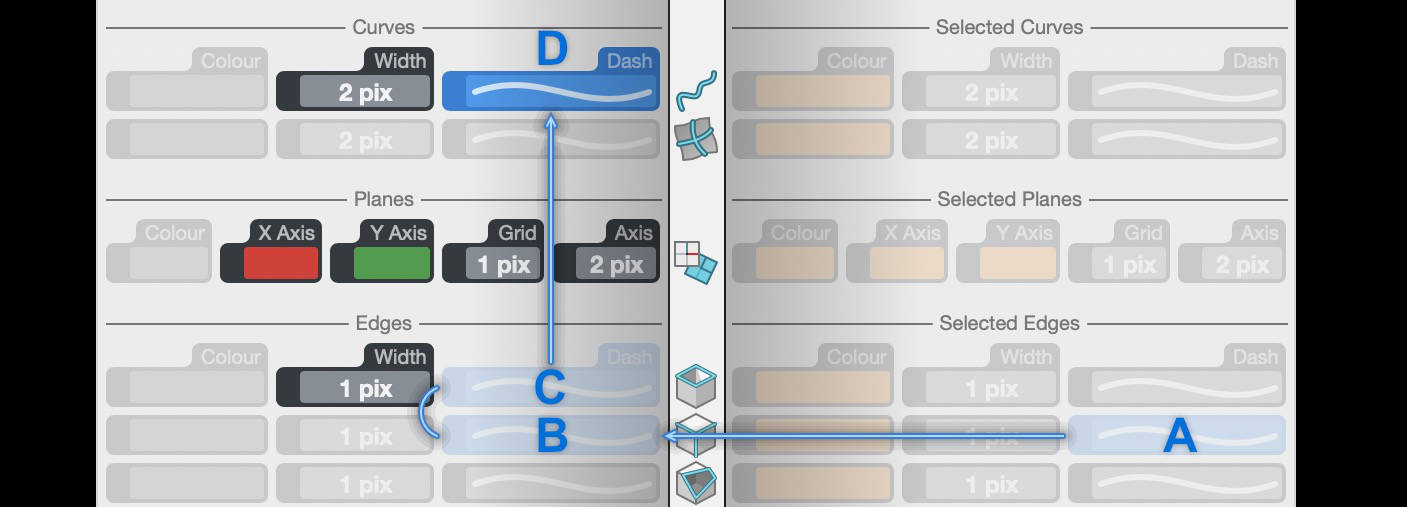 Curves
Selected Curves
D
Colour Width Dash
Colour Width Dash
2 pix
2 pix
2 pix
2 pix
Planes
Selected Planes
Colour X Axis Y Axis Grid Axis
Colour X Axis Y Axis Grid Axis
1 pix 2 pix
1 pix 2 pix
Edges
Selected Edges
Colour Width Dash
Colour Width Dash
1 pix C
1 pix
1 pix B
1 pix A
1 pix
1 pix